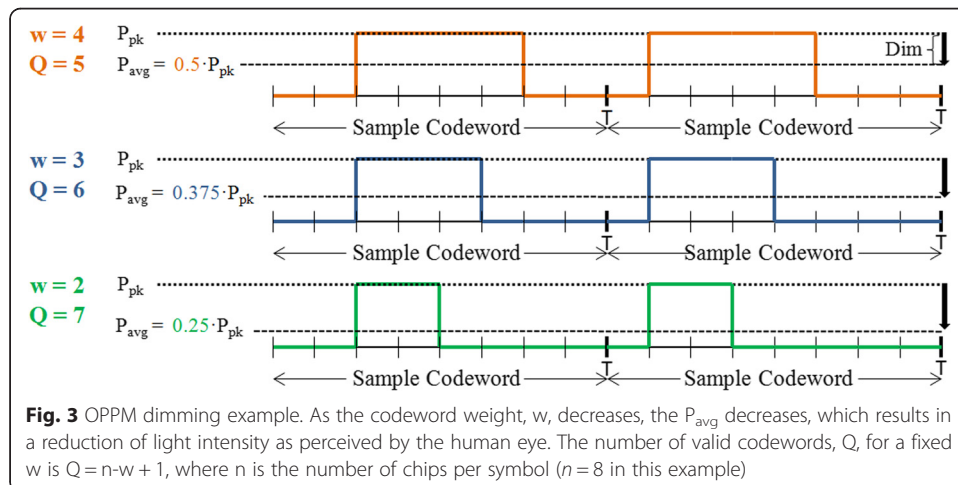 w = 4
Q = 5
P_pk
P_avg = 0.5·P_pk
Dim
T
T
Sample Codeword
Sample Codeword
w = 3
Q = 6
P_pk
P_avg = 0.375·P_pk
T
T
Sample Codeword
Sample Codeword
w = 2
Q = 7
P_pk
P_avg = 0.25·P_pk
T
T
Sample Codeword
Sample Codeword
Fig. 3 OPPM dimming example. As the codeword weight, w, decreases, the P_avg decreases, which results in
a reduction of light intensity as perceived by the human eye. The number of valid codewords, Q, for a fixed
w is Q = n-w + 1, where n is the number of chips per symbol (n = 8 in this example)